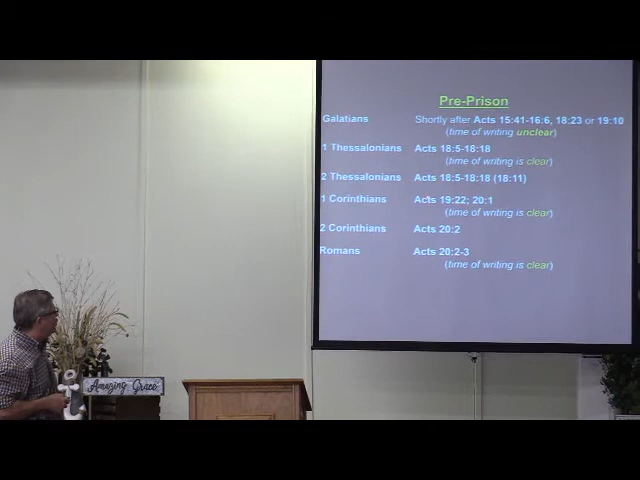 Pre-Prison
Galatians Shortly after Acts 15:41-16:6, 18:23 or 19:10
(time of writing unclear)
1 Thessalonians Acts 18:5-18:18
(time of writing is clear)
2 Thessalonians Acts 18:5-18:18 (18:11)
1 Corinthians Acts 19:22; 20:1
(time of writing is clear)
2 Corinthians Acts 20:2
Romans Acts 20:2-3
(time of writing is clear)
Amazing Grace